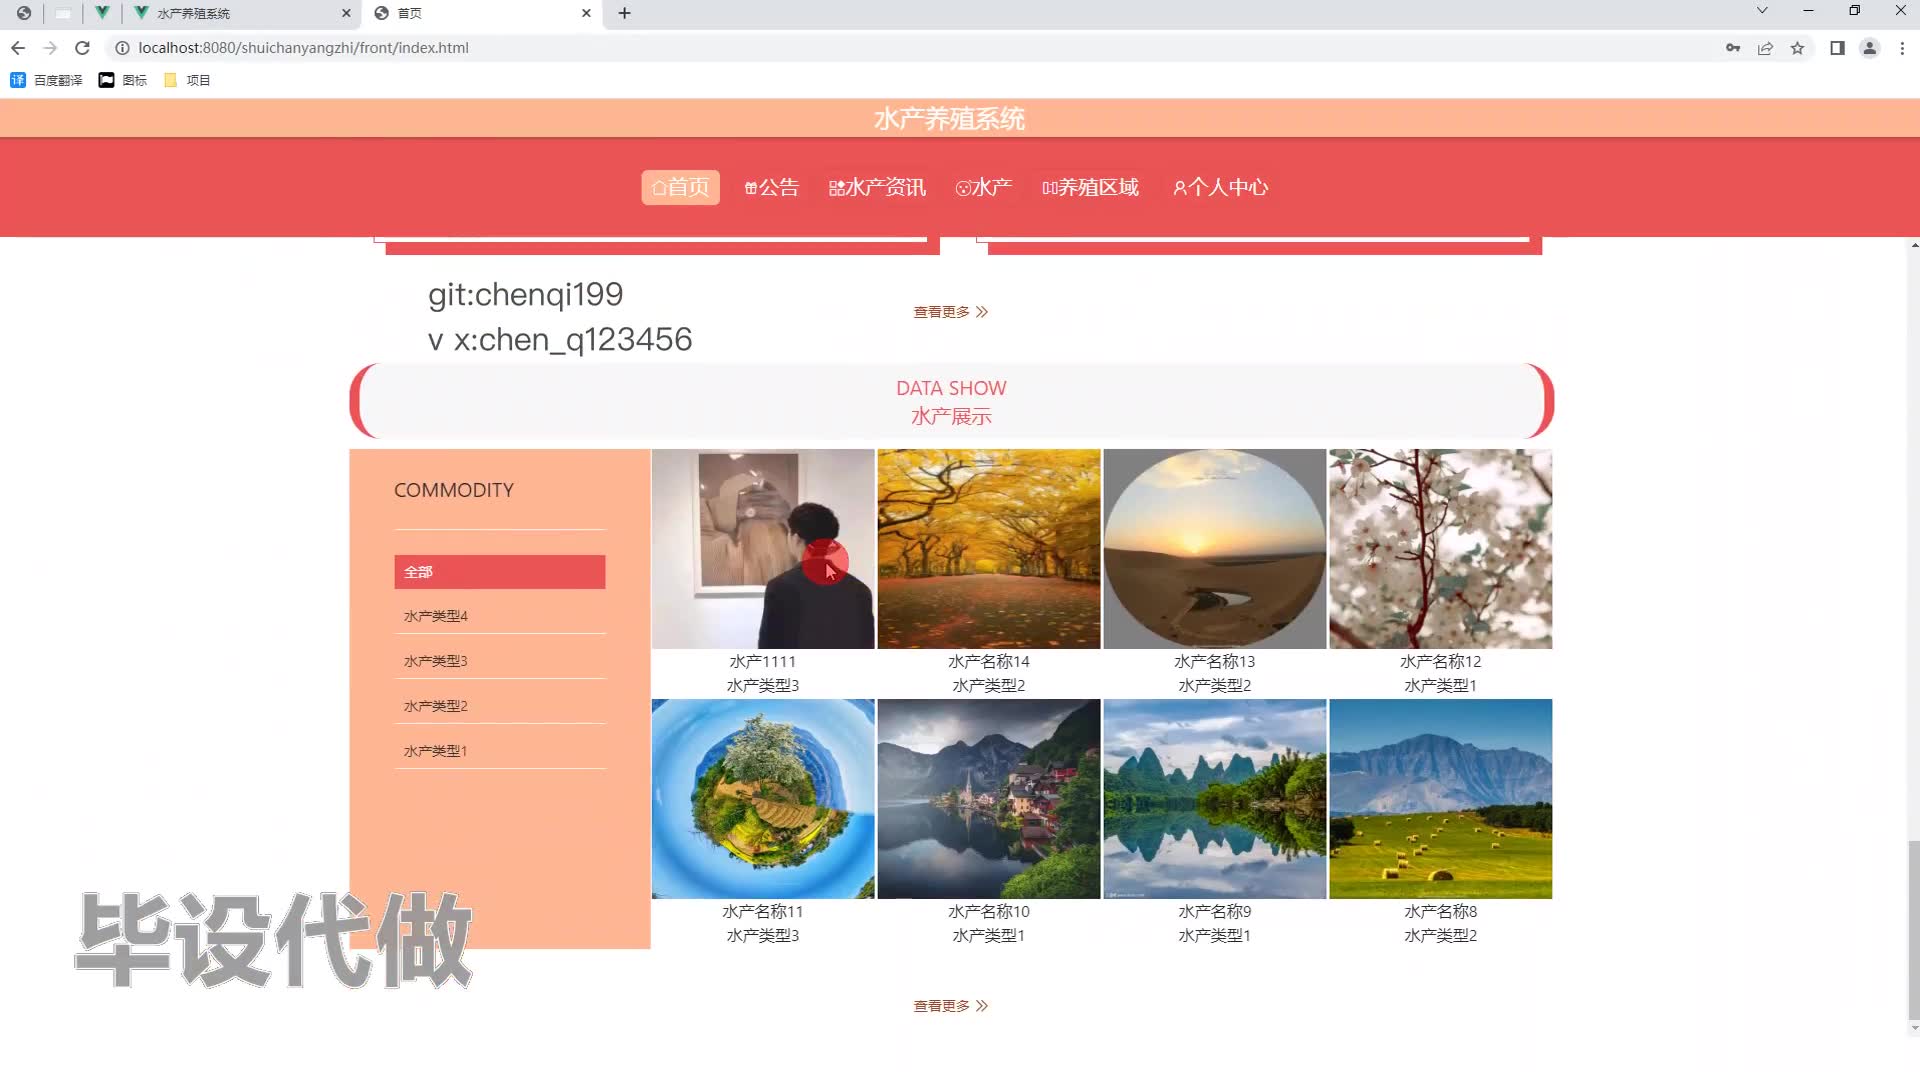 水产养殖系统
首页
localhost:8080/shuichanyangzhi/front/index.html
百度翻译
图标
项目
水产养殖系统
首页
公告
水产资讯
水产
养殖区域
个人中心
git:chenqi199
查看更多
v x:chen_q123456
DATA SHOW
水产展示
COMMODITY
全部
水产类型4
水产类型3
水产类型2
水产类型1
水产1111
水产类型3
水产名称14
水产类型2
水产名称13
水产类型2
水产名称12
水产类型1
水产名称11
水产类型3
水产名称10
水产类型1
水产名称9
水产类型1
水产名称8
水产类型2
毕设代做
查看更多